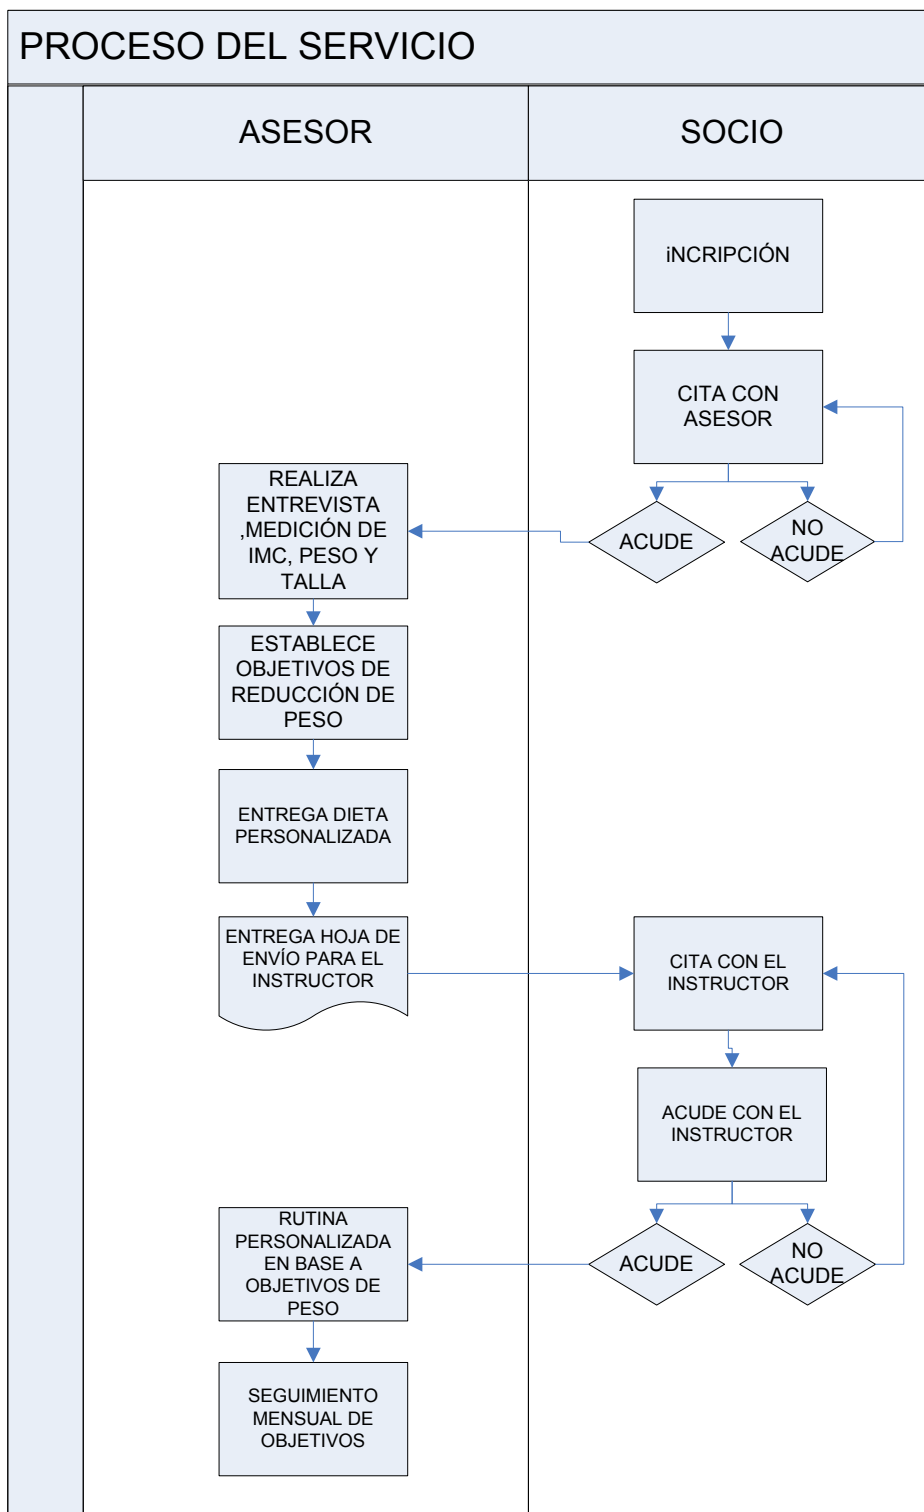 PROCESO DEL SERVICIO
ASESOR
SOCIO
iNCRIPCIÓN
CITA CON
ASESOR
ACUDE
NO
ACUDE
REALIZA
ENTREVISTA
,MEDICIÓN DE
IMC, PESO Y
TALLA
ESTABLECE
OBJETIVOS DE
REDUCCIÓN DE
PESO
ENTREGA DIETA
PERSONALIZADA
ENTREGA HOJA DE
ENVÍO PARA EL
INSTRUCTOR
CITA CON EL
INSTRUCTOR
ACUDE CON EL
INSTRUCTOR
ACUDE
NO
ACUDE
RUTINA
PERSONALIZADA
EN BASE A
OBJETIVOS DE
PESO
SEGUIMIENTO
MENSUAL DE
OBJETIVOS